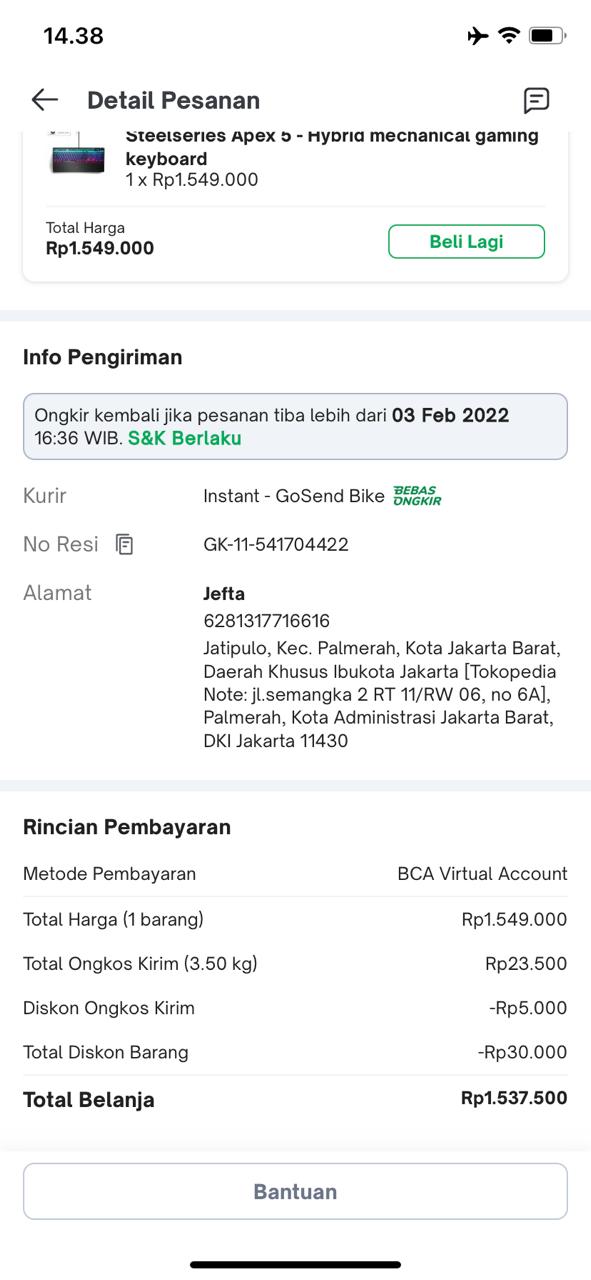 14.38
Detail Pesanan
Steelseries Apex 5 - Hybrid mechanical gaming
keyboard
1 x Rp1.549.000
Total Harga
Rp1.549.000
Beli Lagi
Info Pengiriman
Ongkir kembali jika pesanan tiba lebih dari 03 Feb 2022
16:36 WIB. S&K Berlaku
Kurir
Instant - GoSend Bike BEBAS ONGKIR
No Resi
GK-11-541704422
Alamat
Jefta
6281317716616
Jatipulo, Kec. Palmerah, Kota Jakarta Barat,
Daerah Khusus Ibukota Jakarta [Tokopedia
Note: jl.semangka 2 RT 11/RW 06, no 6A],
Palmerah, Kota Administrasi Jakarta Barat,
DKI Jakarta 11430
Rincian Pembayaran
Metode Pembayaran
BCA Virtual Account
Total Harga (1 barang)
Rp1.549.000
Total Ongkos Kirim (3.50 kg)
Rp23.500
Diskon Ongkos Kirim
-Rp5.000
Total Diskon Barang
-Rp30.000
Total Belanja
Rp1.537.500
Bantuan